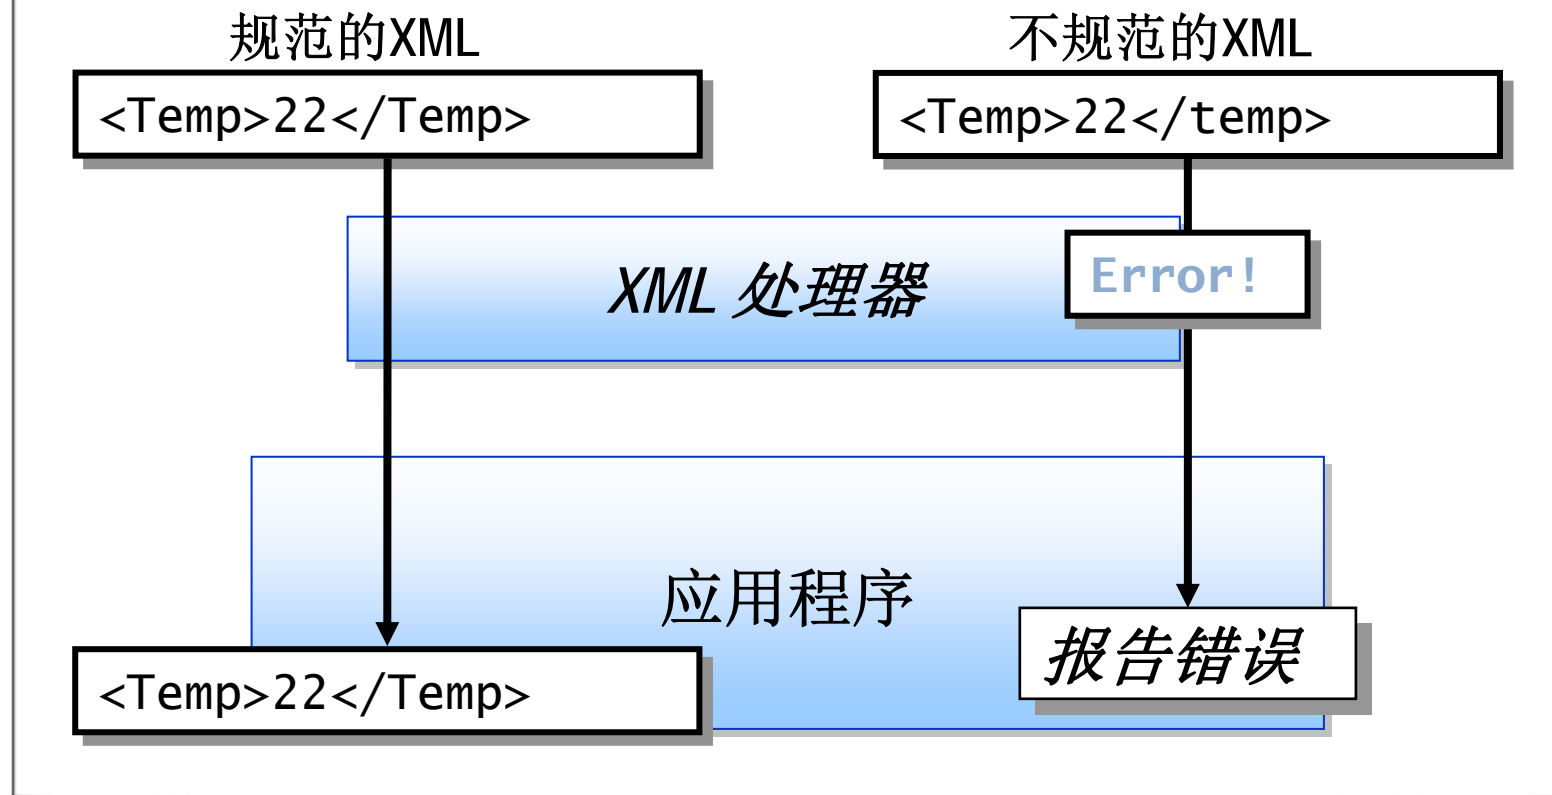 规范的XML
不规范的XML
<Temp>22</Temp>
<Temp>22</temp>
XML 处理器
Error!
应用程序
报告错误
<Temp>22</Temp>